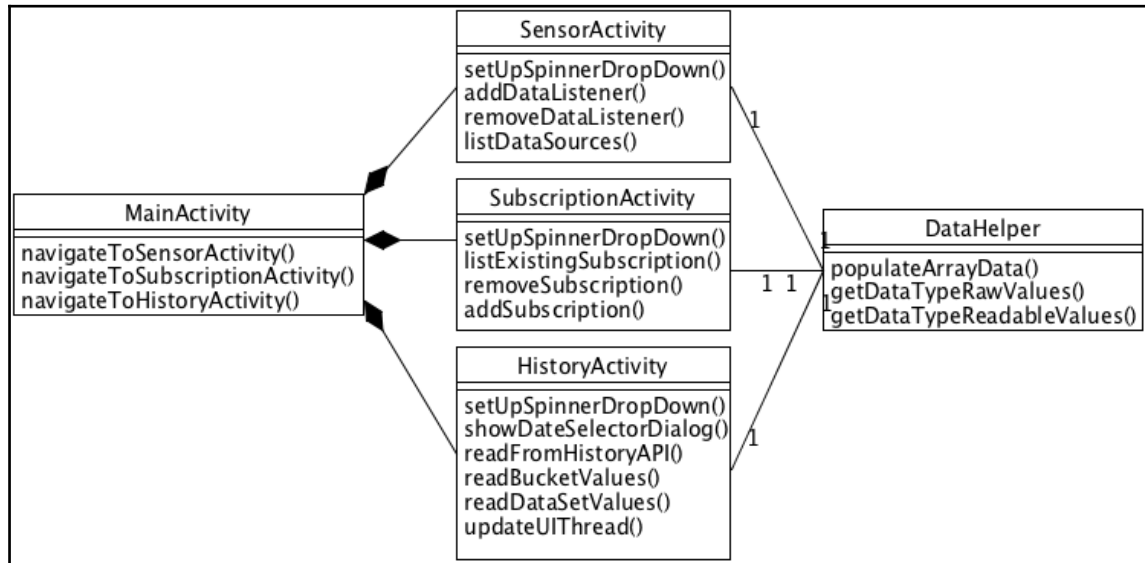 MainActivity
navigateToSensorActivity()
navigateToSubscriptionActivity()
navigateToHistoryActivity()
SensorActivity
setUpSpinnerDropDown()
addDataListener()
removeDataListener()
listDataSources()
SubscriptionActivity
setUpSpinnerDropDown()
listExistingSubscription()
removeSubscription()
addSubscription()
HistoryActivity
setUpSpinnerDropDown()
showDateSelectorDialog()
readFromHistoryAPI()
readBucketValues()
readDataSetValues()
updateUIThread()
1
1
1 1
1
1
DataHelper
populateArrayData()
getDataTypeRawValues()
getDataTypeReadableValues()